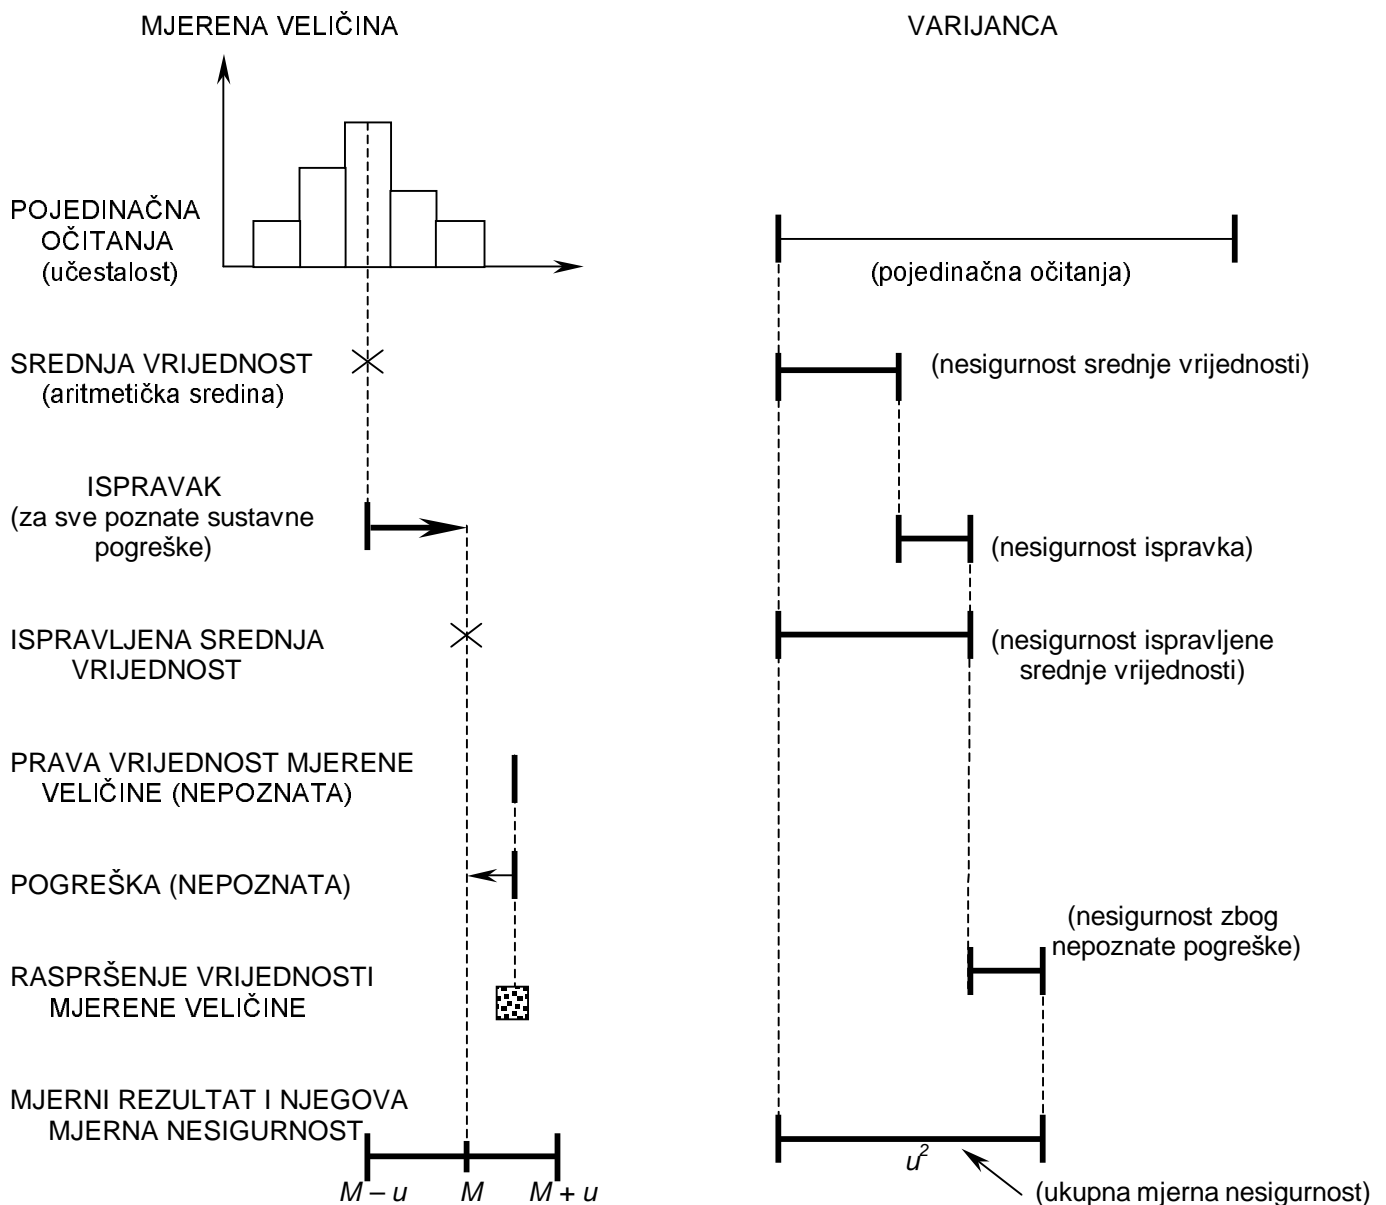 MJERENA VELIČINA
VARIJANCA
POJEDINAČNA
OČITANJA
(učestalost)
(pojedinačna očitanja)
SREDNJA VRIJEDNOST
(aritmetička sredina)
(nesigurnost srednje vrijednosti)
ISPRAVAK
(za sve poznate sustavne
pogreške)
(nesigurnost ispravka)
ISPRAVLJENA SREDNJA
VRIJEDNOST
(nesigurnost ispravljene
srednje vrijednosti)
PRAVA VRIJEDNOST MJERENE
VELIČINE (NEPOZNATA)
POGREŠKA (NEPOZNATA)
(nesigurnost zbog
nepoznate pogreške)
RASPRŠENJE VRIJEDNOSTI
MJERENE VELIČINE
MJERNI REZULTAT I NJEGOVA
MJERNA NESIGURNOST
M – u M M + u
u²
(ukupna mjerna nesigurnost)